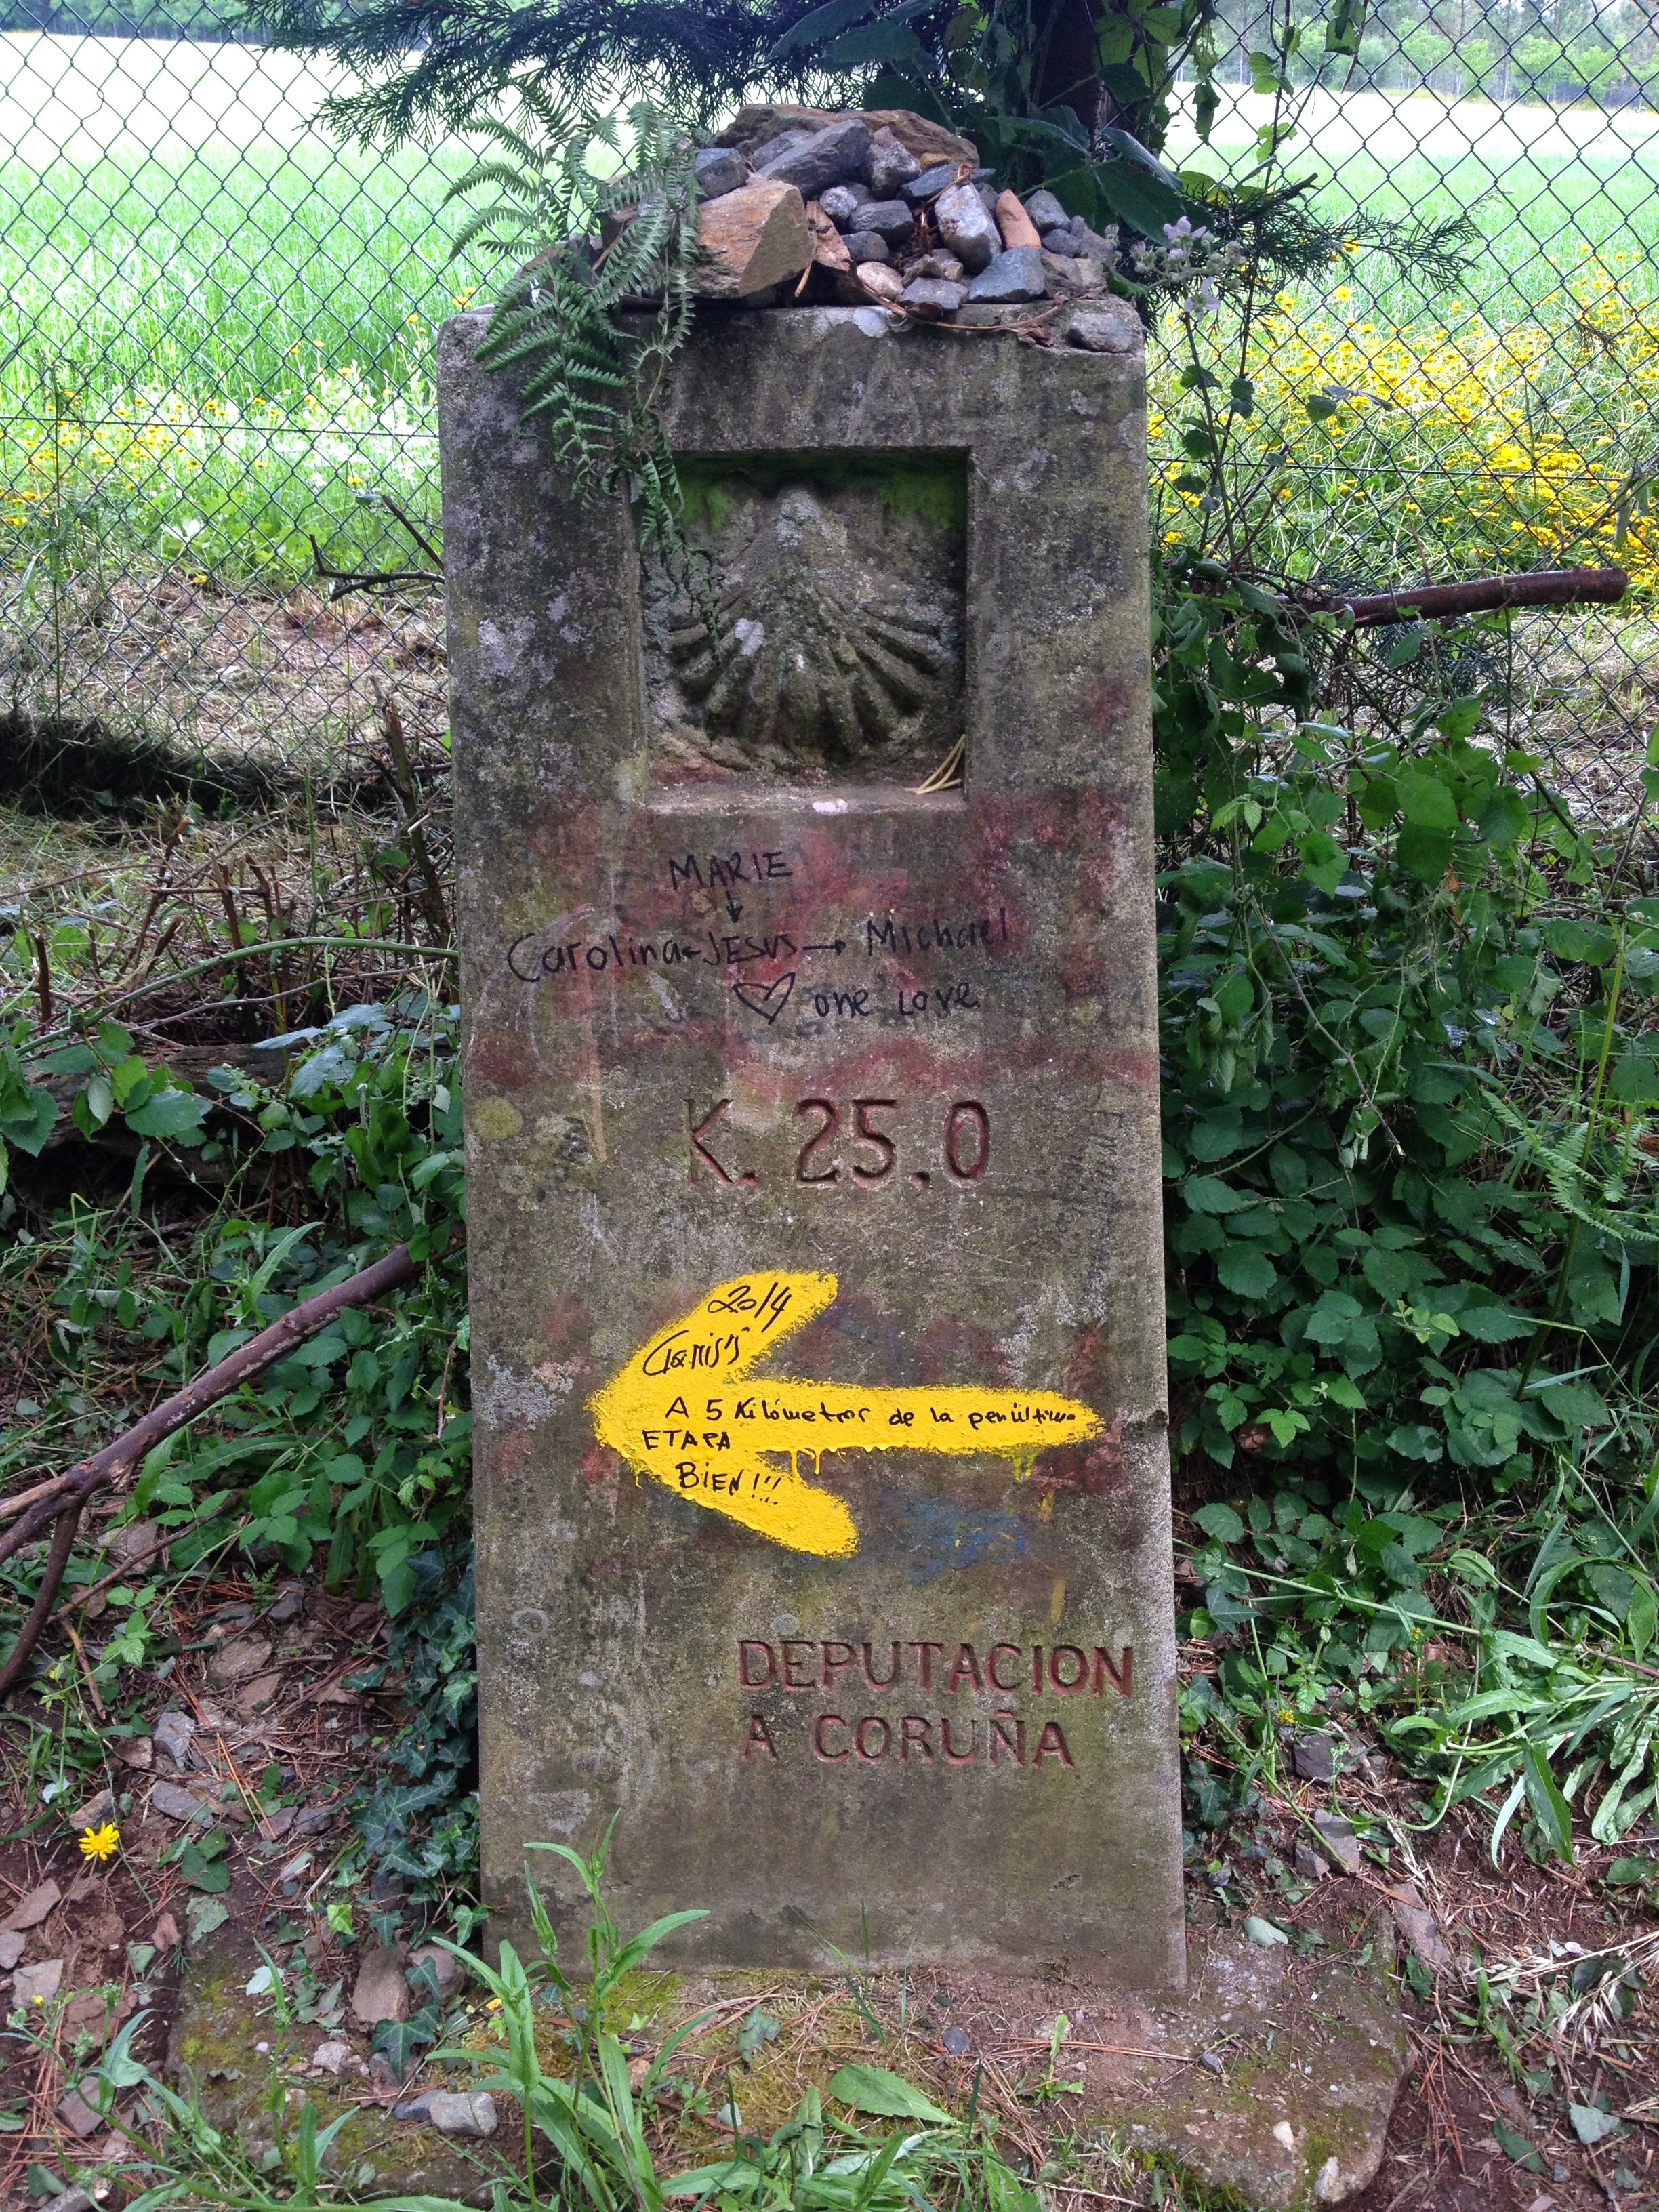 MARIE
Carolina JESUS Michael
one Love
K. 25,0
2014
A 5 Kilómetros de la penúltima
ETAPA
BIEN!!!
DEPUTACION
A CORUÑA